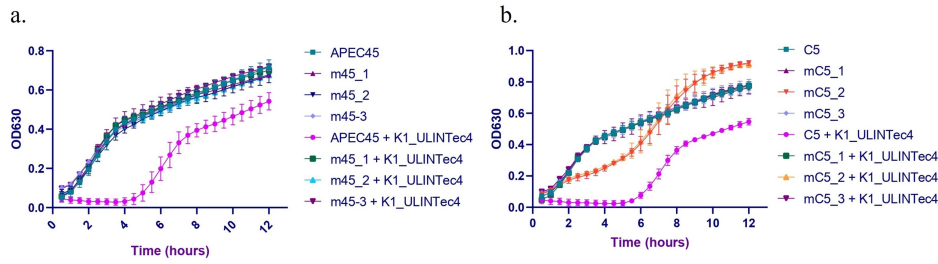 a.
OD630
0.8
0.6
0.4
0.2
0.0
0
2
4
6
8
10
12
Time (hours)
APEC45
m45_1
m45_2
m45-3
APEC45 + K1_ULINTec4
m45_1 + K1_ULINTec4
m45_2 + K1_ULINTec4
m45-3 + K1_ULINTec4
b.
OD630
1.0
0.8
0.6
0.4
0.2
0.0
0
2
4
6
8
10
12
Time (hours)
C5
mC5_1
mC5_2
mC5_3
C5 + K1_ULINTec4
mC5_1 + K1_ULINTec4
mC5_2 + K1_ULINTec4
mC5_3 + K1_ULINTec4